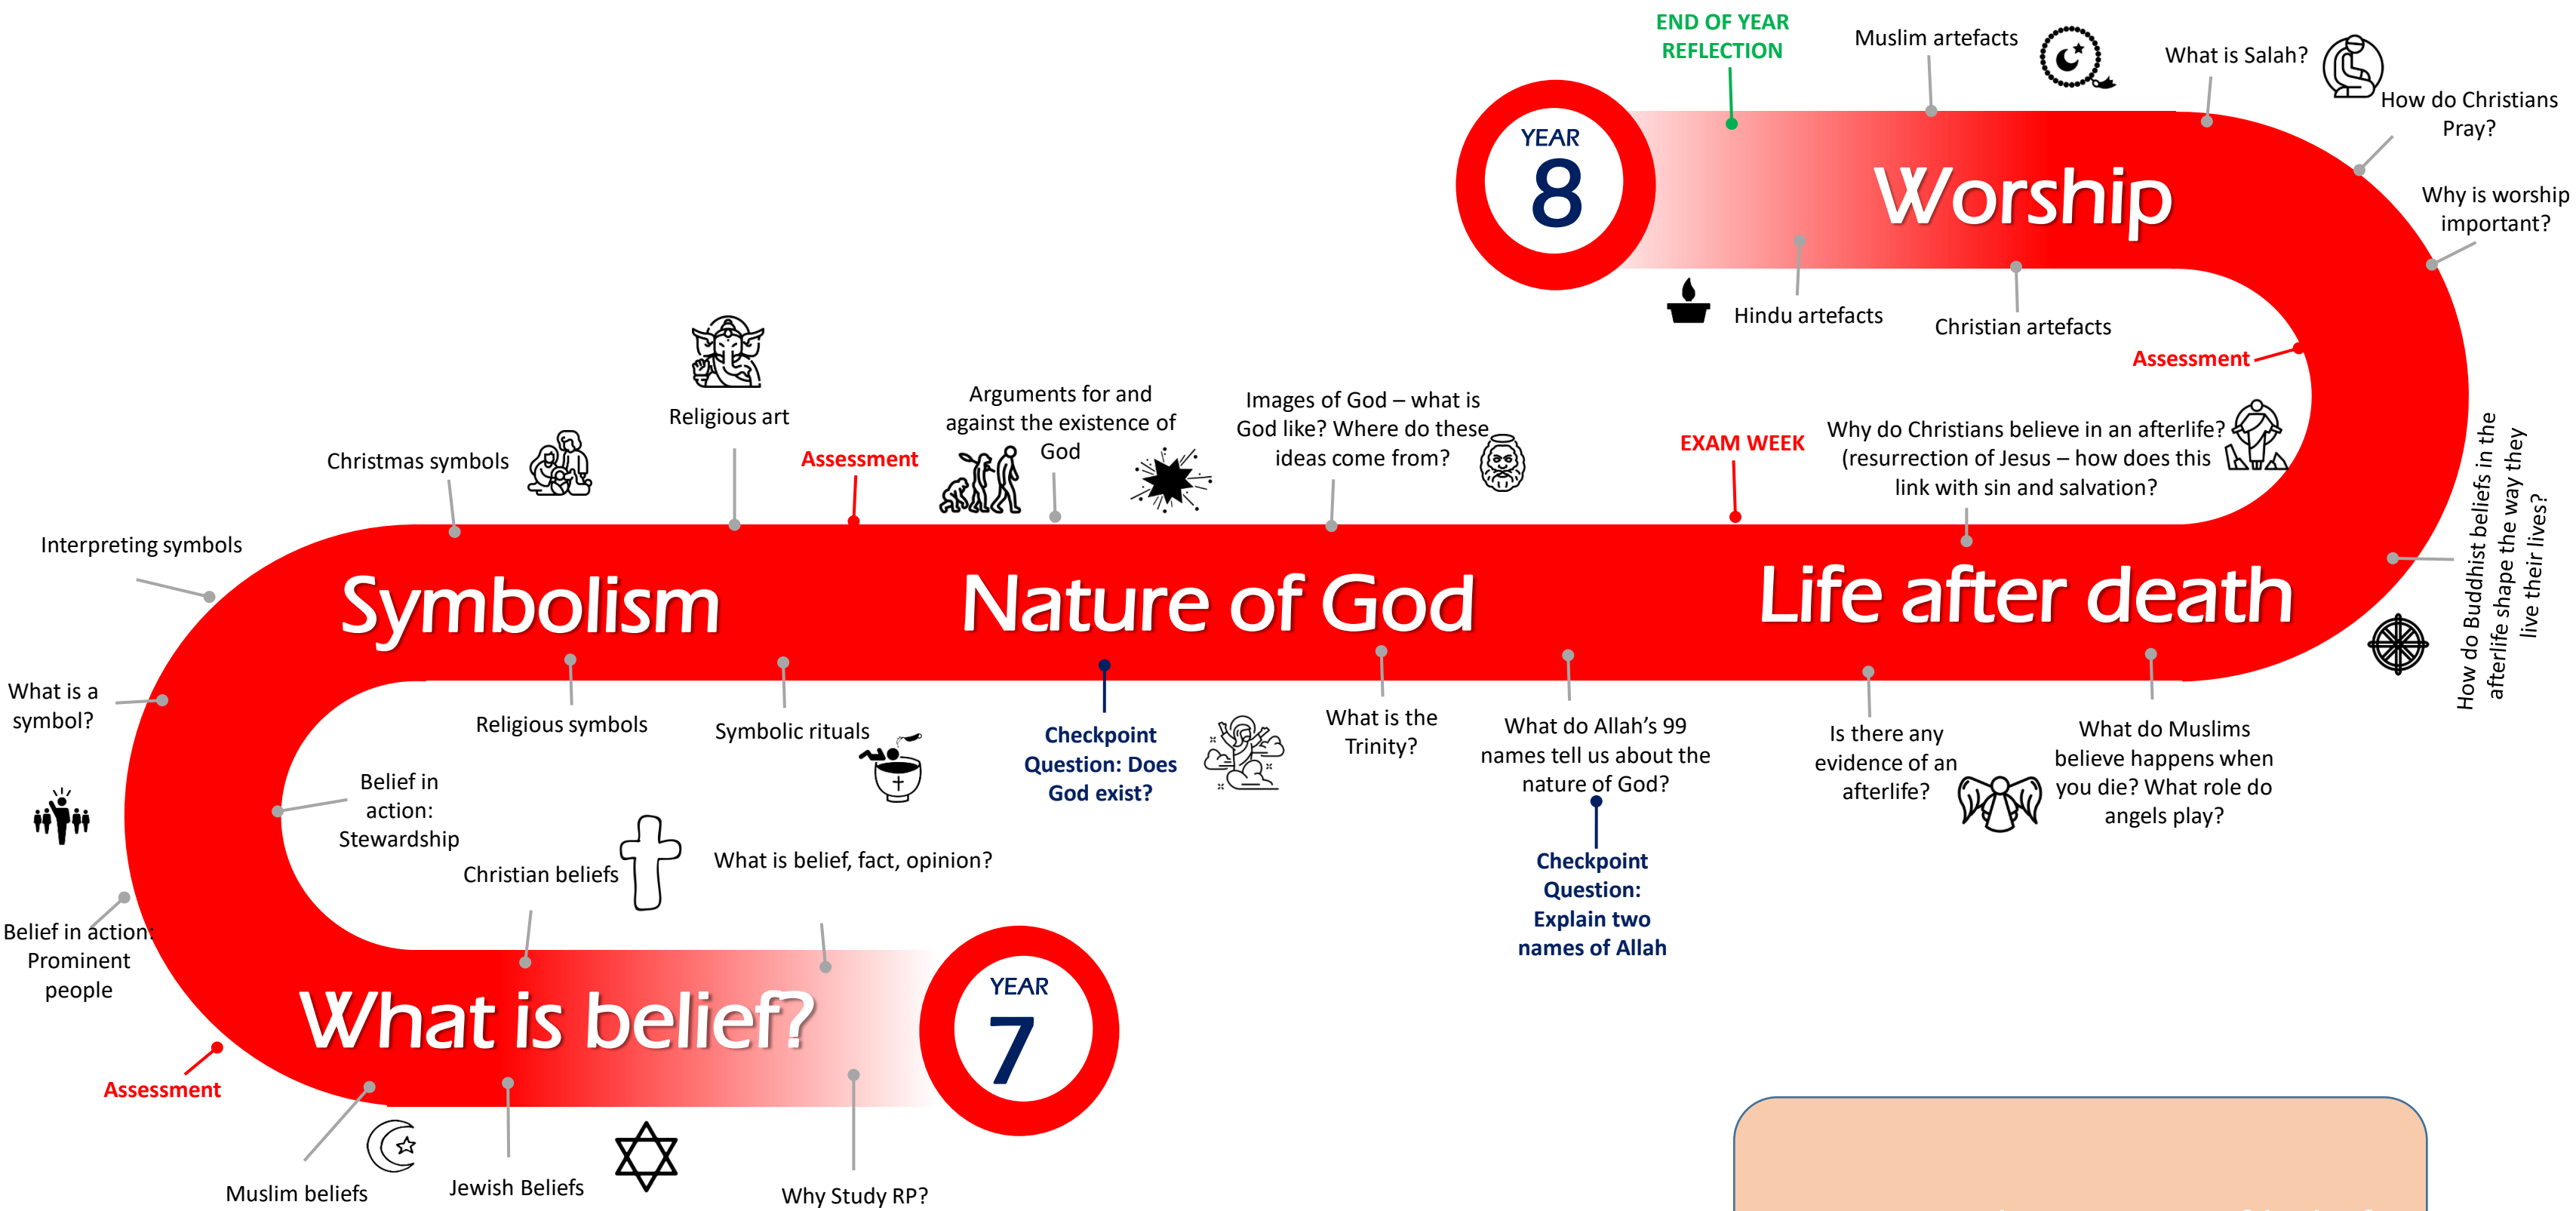 END OF YEAR
REFLECTION
Muslim artefacts
What is Salah?
How do Christians
Pray?
Why is worship
important?
YEAR
8
Worship
Hindu artefacts
Christian artefacts
Assessment
How do Buddhist beliefs in the
afterlife shape the way they
live their lives?
Why do Christians believe in an afterlife?
(resurrection of Jesus – how does this
link with sin and salvation?
EXAM WEEK
Images of God – what is
God like? Where do these
ideas come from?
Arguments for and
against the existence of
God
Assessment
Religious art
Christmas symbols
Interpreting symbols
Symbolism
Nature of God
Life after death
What is a
symbol?
Religious symbols
Symbolic rituals
Checkpoint
Question: Does
God exist?
What is the
Trinity?
What do Allah’s 99
names tell us about the
nature of God?
Checkpoint
Question:
Explain two
names of Allah
Is there any
evidence of an
afterlife?
What do Muslims
believe happens when
you die? What role do
angels play?
Belief in
action:
Stewardship
Christian beliefs
What is belief, fact, opinion?
Belief in action:
Prominent
people
What is belief?
YEAR
7
Assessment
Muslim beliefs
Jewish Beliefs
Why Study RP?